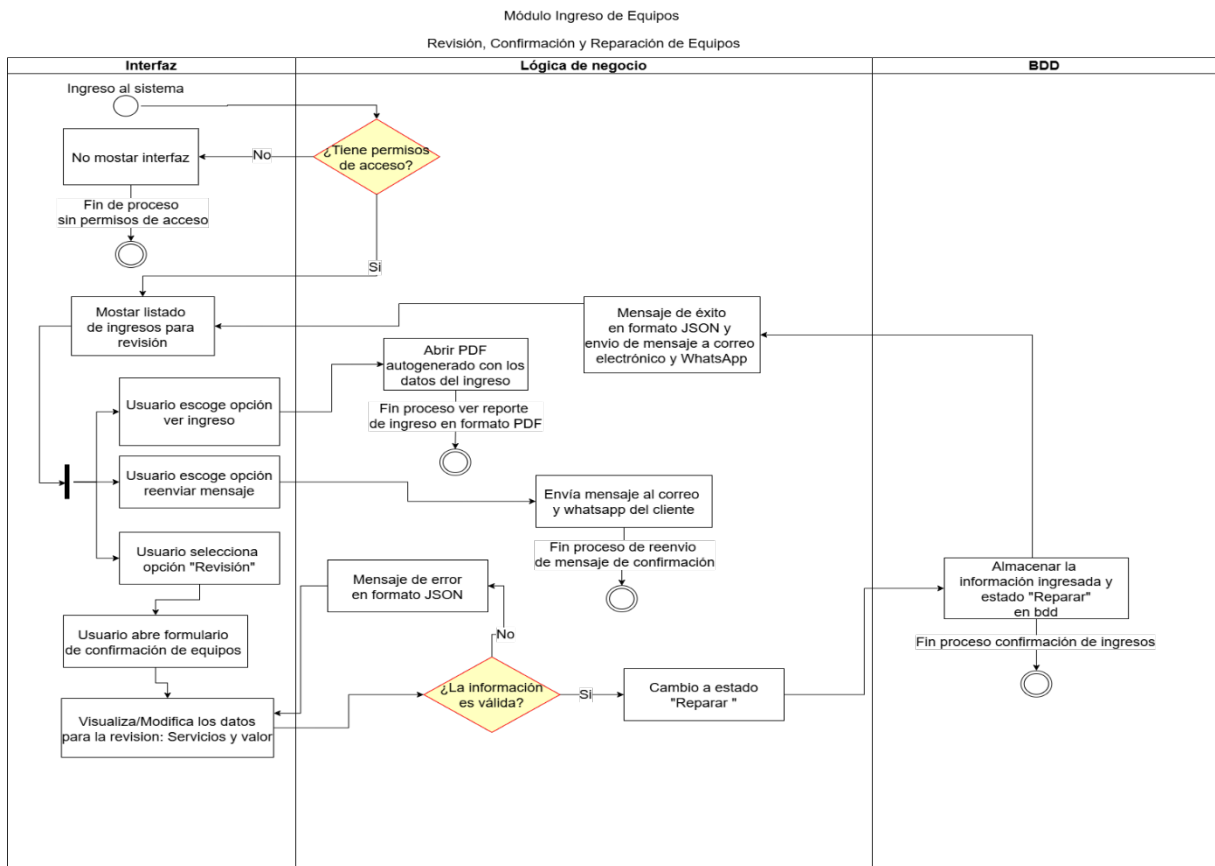 Módulo Ingreso de Equipos
Revisión, Confirmación y Reparación de Equipos
Interfaz
Lógica de negocio
BDD
Ingreso al sistema
¿Tiene permisos
de acceso?
No
No mostar interfaz
Fin de proceso
sin permisos de acceso
Si
Mostar listado
de ingresos para
revisión
Mensaje de éxito
en formato JSON y
envio de mensaje a correo
electrónico y WhatsApp
Abrir PDF
autogenerado con los
datos del ingreso
Usuario escoge opción
ver ingreso
Fin proceso ver reporte
de ingreso en formato PDF
Usuario escoge opción
reenviar mensaje
Envía mensaje al correo
y whatsapp del cliente
Fin proceso de reenvio
de mensaje de confirmación
Usuario selecciona
opción "Revisión"
Mensaje de error
en formato JSON
Almacenar la
información ingresada y
estado "Reparar"
en bdd
Usuario abre formulario
de confirmación de equipos
No
Fin proceso confirmación de ingresos
¿La información
es válida?
Si
Cambio a estado
"Reparar "
Visualiza/Modifica los datos
para la revision: Servicios y valor